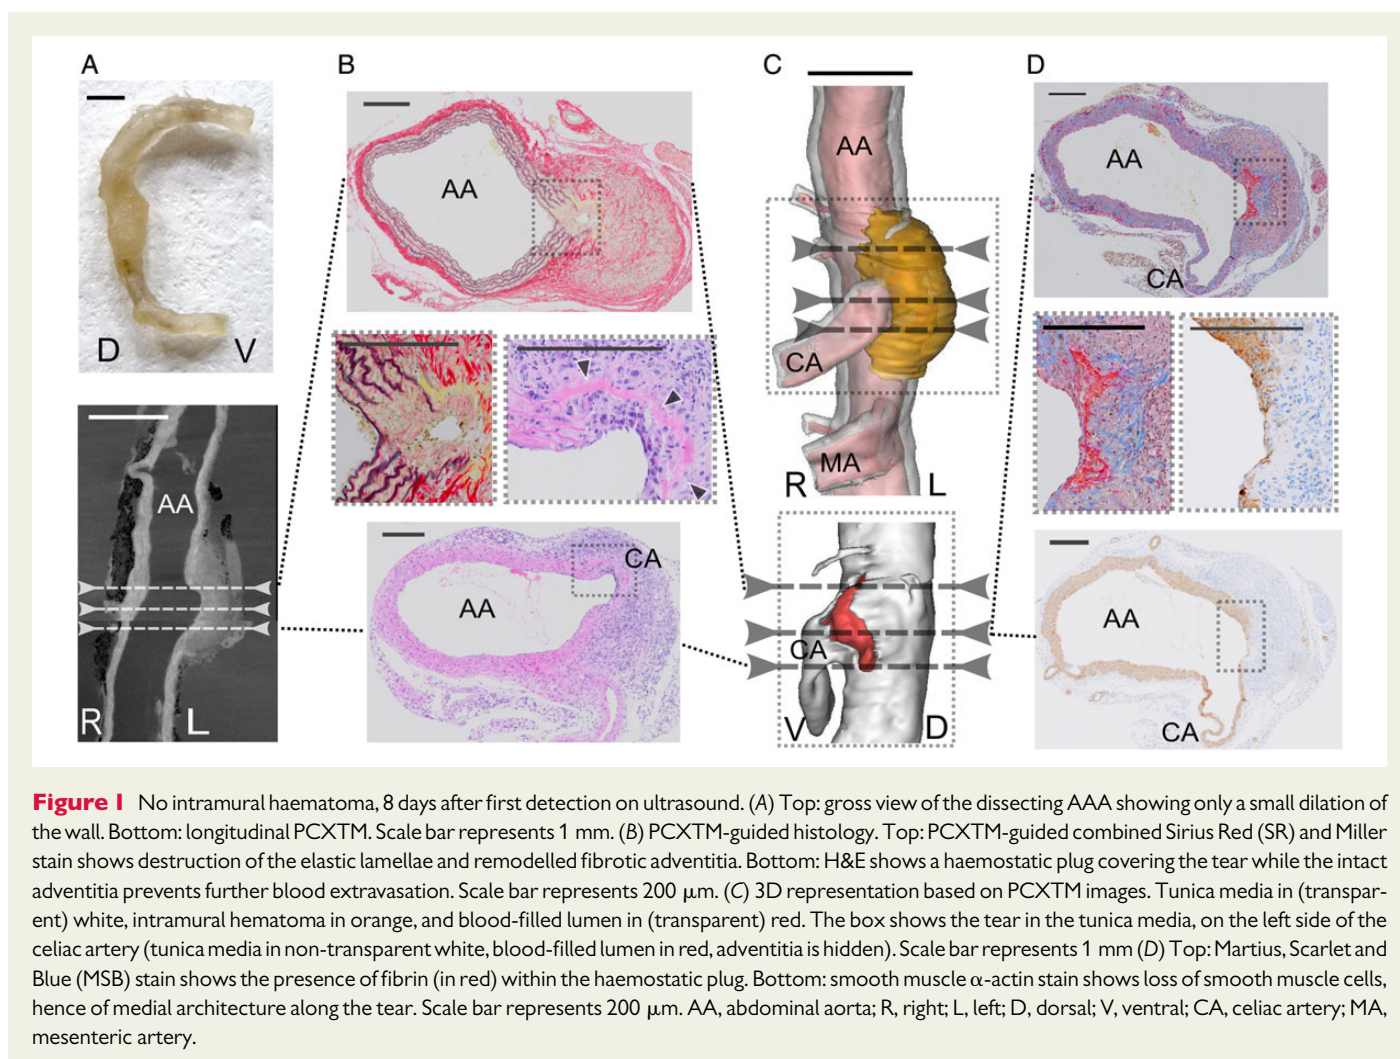 A
B
C
D
D
V
AA
R
L
AA
AA
CA
AA
CA
MA
R
L
CA
V
D
AA
CA
AA
CA
Figure 1 No intramural haematoma, 8 days after first detection on ultrasound. (A) Top: gross view of the dissecting AAA showing only a small dilation of
the wall. Bottom: longitudinal PCXTM. Scale bar represents 1 mm. (B) PCXTM-guided histology. Top: PCXTM-guided combined Sirius Red (SR) and Miller
stain shows destruction of the elastic lamellae and remodelled fibrotic adventitia. Bottom: H&E shows a haemostatic plug covering the tear while the intact
adventitia prevents further blood extravasation. Scale bar represents 200 μm. (C) 3D representation based on PCXTM images. Tunica media in (transpar-
ent) white, intramural hematoma in orange, and blood-filled lumen in (transparent) red. The box shows the tear in the tunica media, on the left side of the
celiac artery (tunica media in non-transparent white, blood-filled lumen in red, adventitia is hidden). Scale bar represents 1 mm (D) Top: Martius, Scarlet and
Blue (MSB) stain shows the presence of fibrin (in red) within the haemostatic plug. Bottom: smooth muscle α-actin stain shows loss of smooth muscle cells,
hence of medial architecture along the tear. Scale bar represents 200 μm. AA, abdominal aorta; R, right; L, left; D, dorsal; V, ventral; CA, celiac artery; MA,
mesenteric artery.